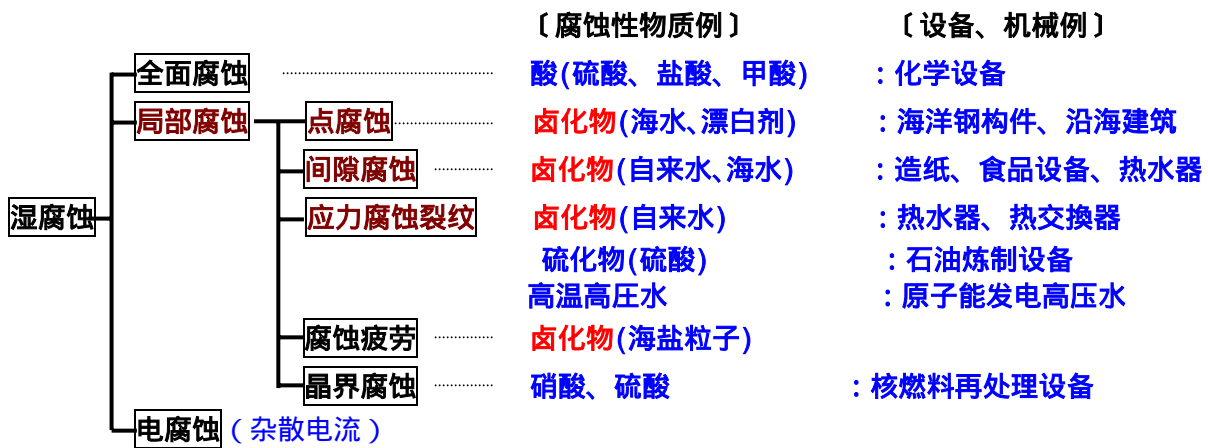 〔 腐蚀性物质例 〕 〔 设备、机械例 〕
全面腐蚀 酸(硫酸、盐酸、甲酸) : 化学设备
局部腐蚀 点腐蚀 卤化物(海水、漂白剂) : 海洋钢构件、沿海建筑
间隙腐蚀 卤化物(自来水、海水) : 造纸、食品设备、热水器
湿腐蚀 应力腐蚀裂纹 卤化物(自来水) : 热水器、热交換器
硫化物(硫酸) : 石油炼制设备
高温高圧水 : 原子能发电高压水
腐蚀疲劳 卤化物(海盐粒子)
晶界腐蚀 硝酸、硫酸 : 核燃料再处理设备
电腐蚀 ( 杂散电流 )